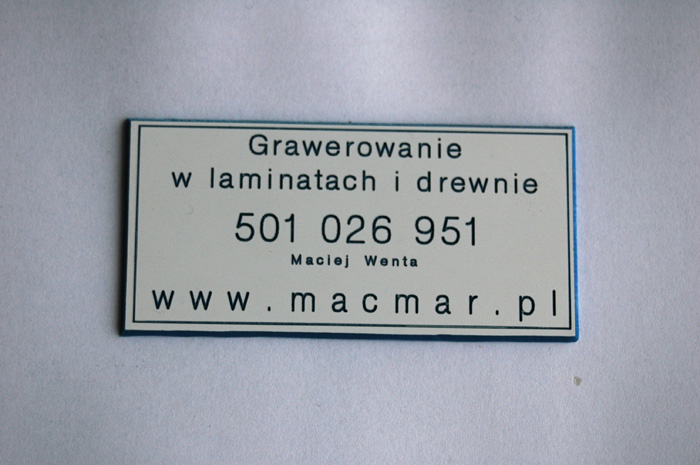 Grawerowanie
w laminatach i drewnie
501 026 951
Maciej Wenta
www.macmar.pl